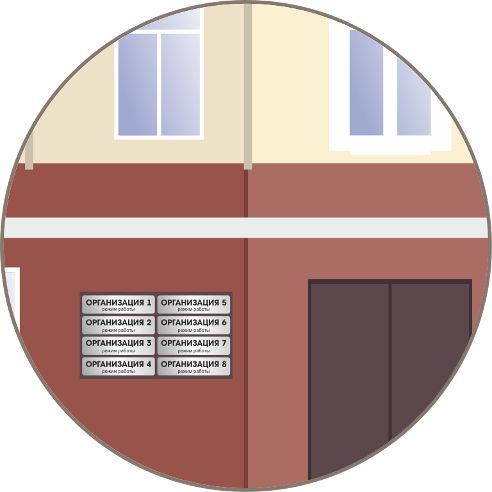 ОРГАНИЗАЦИЯ 1
режим работы
ОРГАНИЗАЦИЯ 2
режим работы
ОРГАНИЗАЦИЯ 3
режим работы
ОРГАНИЗАЦИЯ 4
режим работы
ОРГАНИЗАЦИЯ 5
режим работы
ОРГАНИЗАЦИЯ 6
режим работы
ОРГАНИЗАЦИЯ 7
режим работы
ОРГАНИЗАЦИЯ 8
режим работы